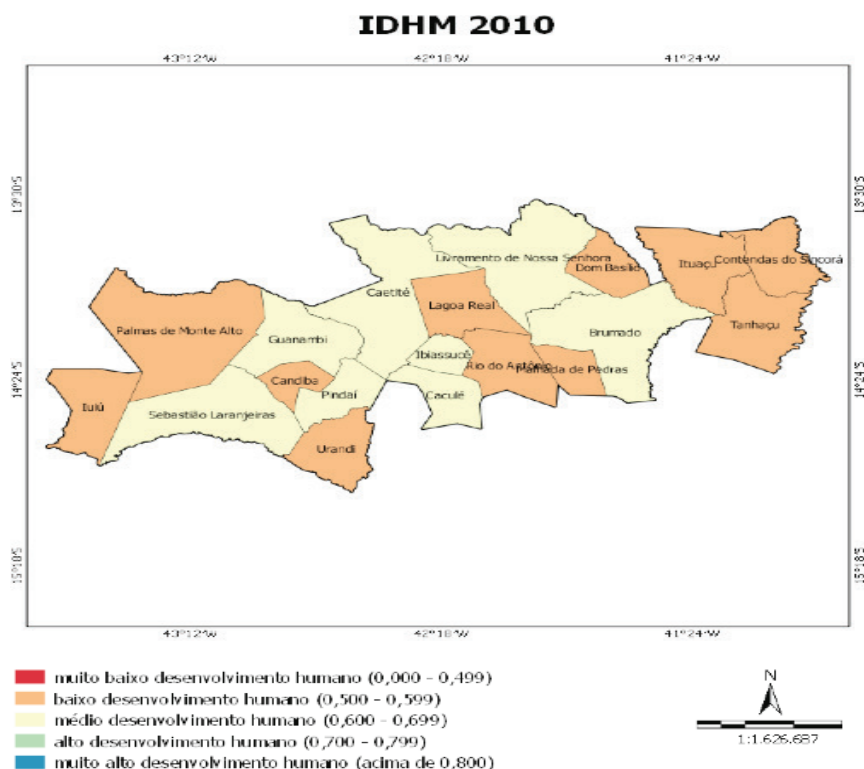 IDHM 2010
43°12'W 42°18'W 41°24'W
13°30'S 13°30'S
Livramento de Nossa Senhora
Contendas do Sincorá
Ituaçu
Dom Basílio
Caetité
Lagoa Real
Palmas de Monte Alto
Tanhaçu
Brumado
Guanambi
Ibiassucê
Rio do Antônio
Malhada de Pedras
14°24'S 14°24'S
Candiba
Pindaí
Caculé
Iuiú
Sebastião Laranjeiras
Urandi
15°18'S 15°18'S
43°12'W 42°18'W 41°24'W
muito baixo desenvolvimento humano (0,000 - 0,499)
baixo desenvolvimento humano (0,500 - 0,599)
médio desenvolvimento humano (0,600 - 0,699)
alto desenvolvimento humano (0,700 - 0,799)
muito alto desenvolvimento humano (acima de 0,800)
N
1:1.626.687